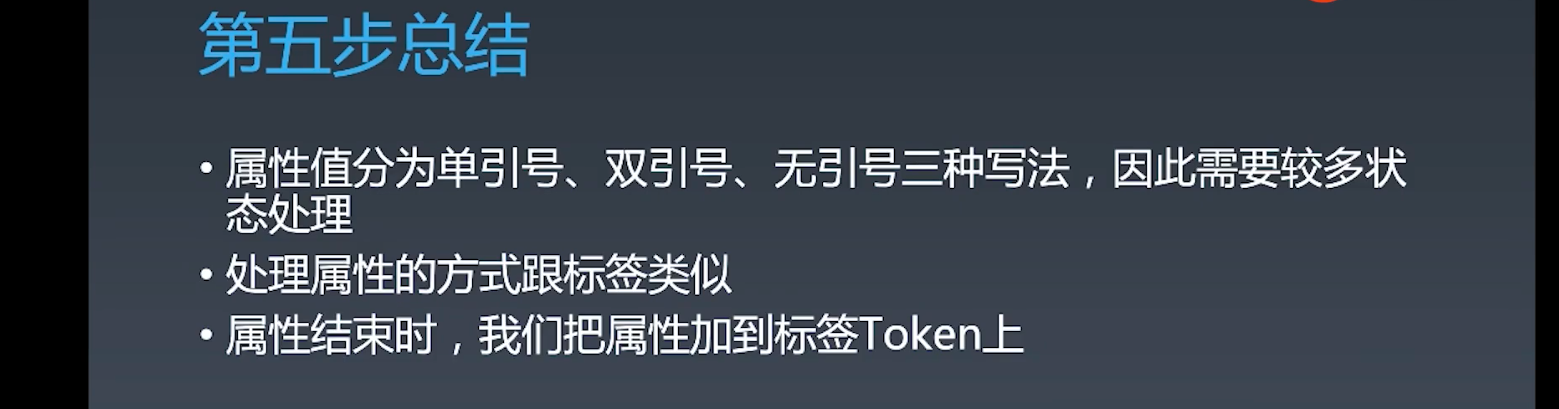 第五步总结
• 属性值分为单引号、双引号、无引号三种写法，因此需要较多状
态处理
• 处理属性的方式跟标签类似
• 属性结束时，我们把属性加到标签Token上